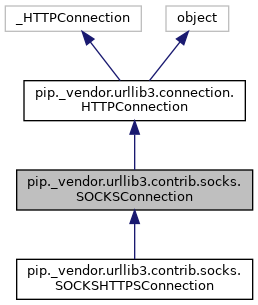 _HTTPConnection
object
pip._vendor.urllib3.connection.
HTTPConnection
pip._vendor.urllib3.contrib.socks.
SOCKSConnection
pip._vendor.urllib3.contrib.socks.
SOCKSHTTPSConnection